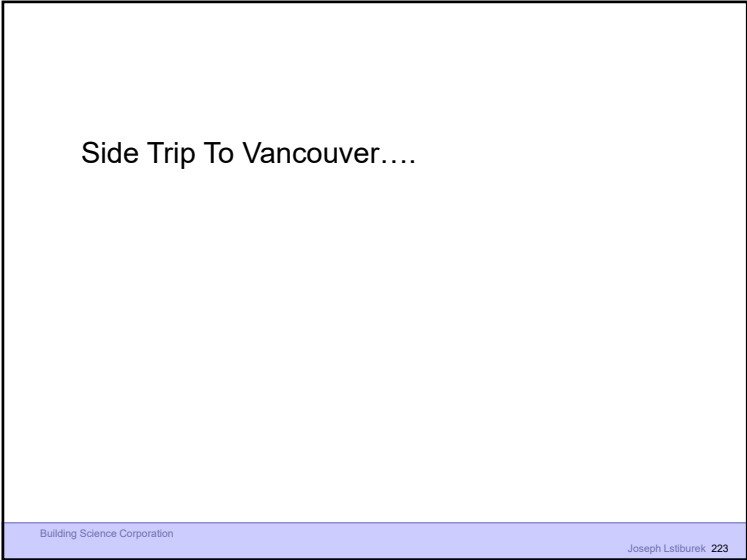 Side Trip To Vancouver….
Building Science Corporation
Joseph Lstiburek 223